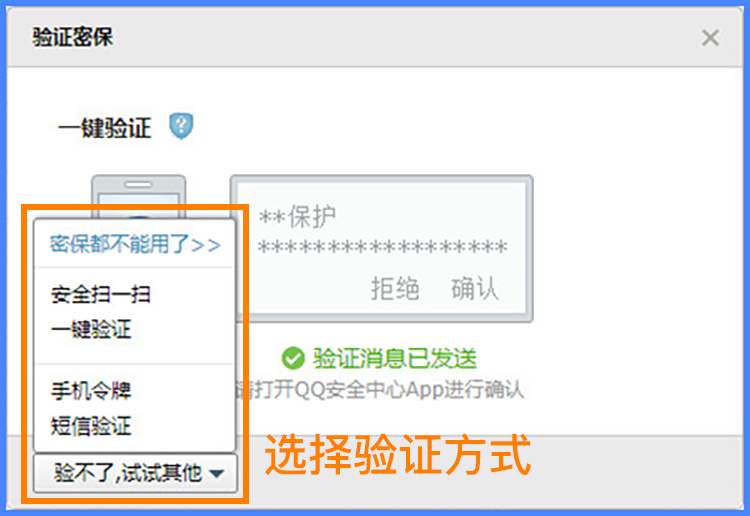 验证密保
一键验证
**保护
******************
拒绝 确认
密保都不能用了>>
安全扫一扫
一键验证
手机令牌
短信验证
验证消息已发送
请打开QQ安全中心App进行确认
验不了,试试其他
选择验证方式